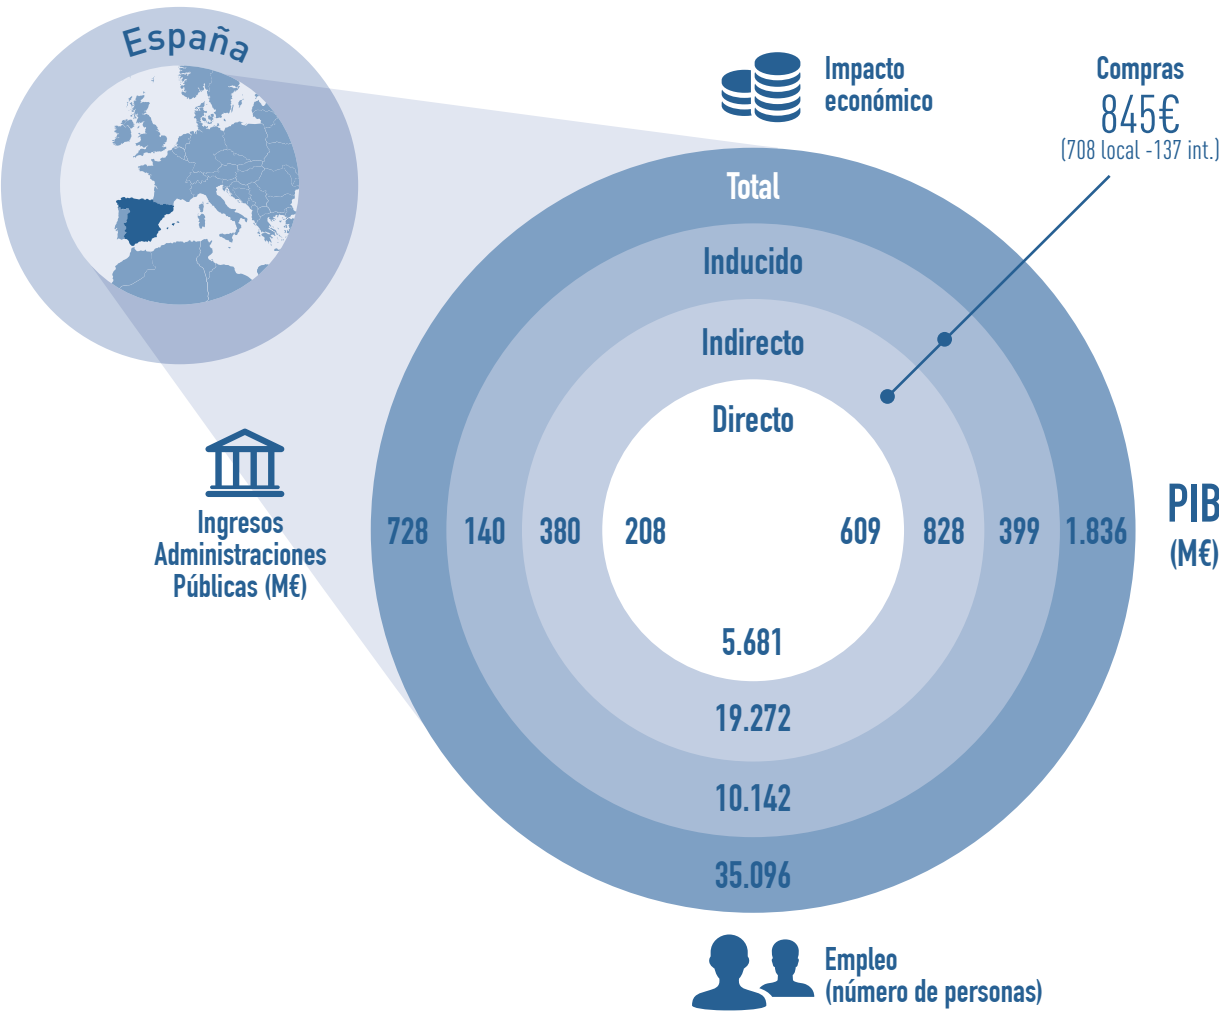 España
Impacto
económico
Compras
845€
(708 local -137 int.)
Total
Inducido
Indirecto
Directo
Ingresos
Administraciones
Públicas (M€)
728 140 380 208 609 828 399 1.836
PIB
(M€)
5.681
19.272
10.142
35.096
Empleo
(número de personas)